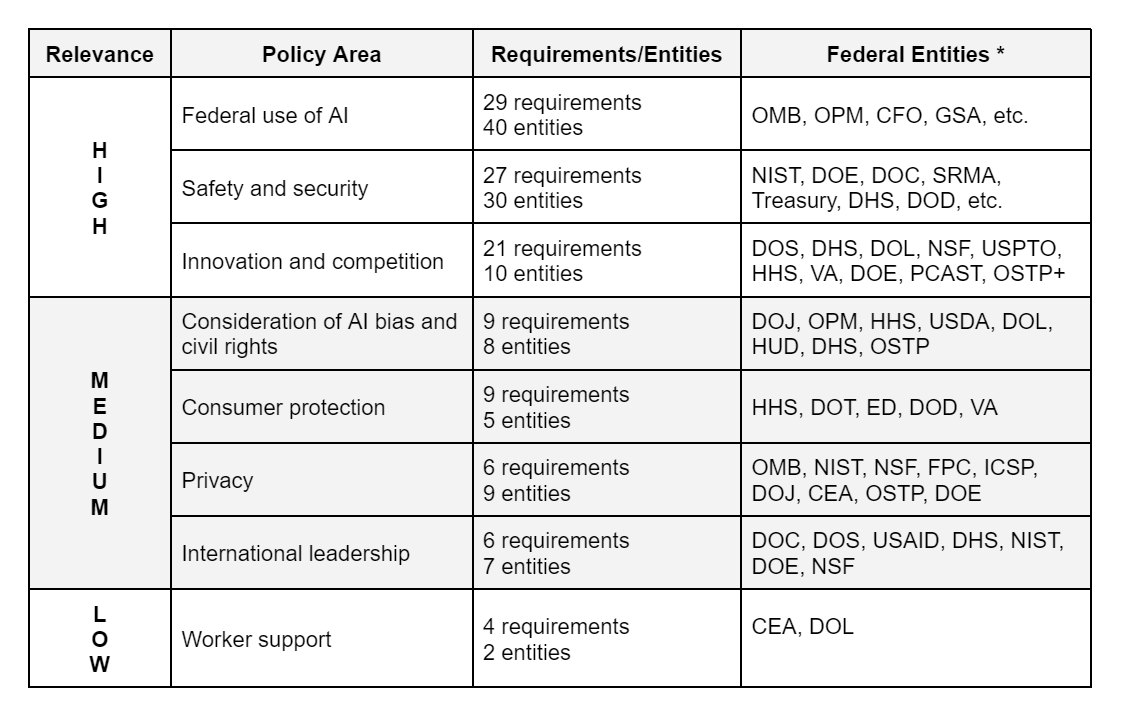 Relevance
Policy Area
Requirements/Entities
Federal Entities *
H
I
G
H
Federal use of AI
29 requirements
40 entities
OMB, OPM, CFO, GSA, etc.
Safety and security
27 requirements
30 entities
NIST, DOE, DOC, SRMA,
Treasury, DHS, DOD, etc.
Innovation and competition
21 requirements
10 entities
DOS, DHS, DOL, NSF, USPTO,
HHS, VA, DOE, PCAST, OSTP+
M
E
D
I
U
M
Consideration of AI bias and
civil rights
9 requirements
8 entities
DOJ, OPM, HHS, USDA, DOL,
HUD, DHS, OSTP
Consumer protection
9 requirements
5 entities
HHS, DOT, ED, DOD, VA
Privacy
6 requirements
9 entities
OMB, NIST, NSF, FPC, ICSP,
DOJ, CEA, OSTP, DOE
International leadership
6 requirements
7 entities
DOC, DOS, USAID, DHS, NIST,
DOE, NSF
L
O
W
Worker support
4 requirements
2 entities
CEA, DOL